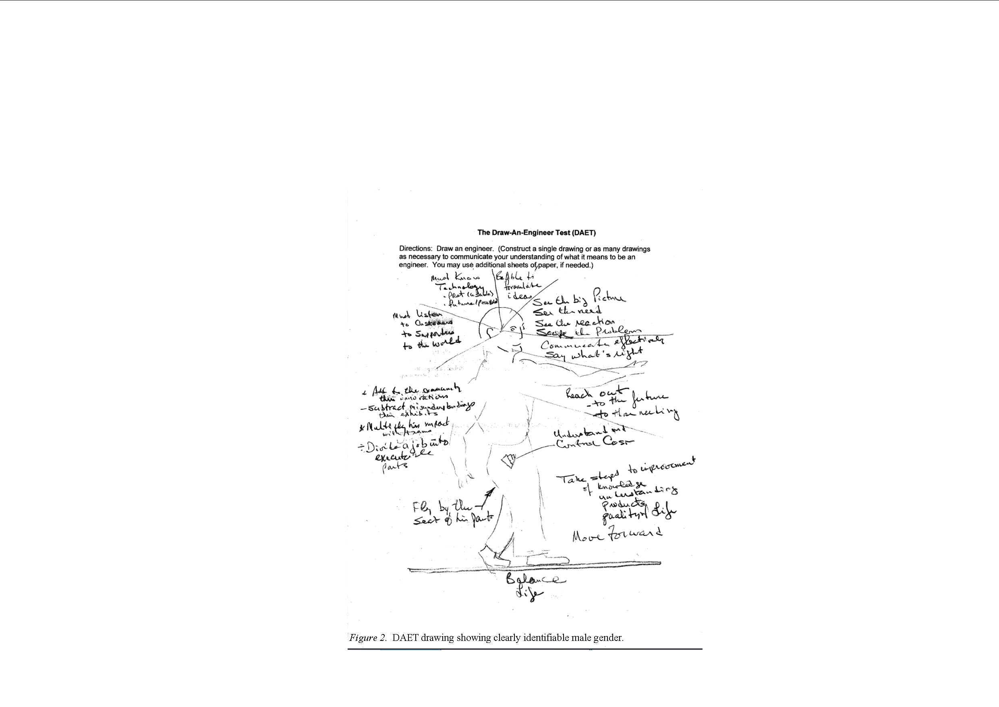 The Draw-An-Engineer Test (DAET)
Directions: Draw an engineer. (Construct a single drawing or as many drawings
as necessary to communicate your understanding of what it means to be an
engineer. You may use additional sheets of paper, if needed.)
Must Know
Technology
- Past (usable)
- future (possible)
Be Able to
formulate
ideas
See the big Picture
See the need
See the reaction
Scope the Problem
Must Listen
to Customers
to Supporters
to the world
Communicate effectively
Say what's right
+ Add to the community
thru innovations
- Subtract misunderstandings
thru exhibits
x Multiply his impact
with teams
÷ Divide a job into
executable
parts
Reach out
- to the future
- to those needing
Understand and
Control Cost
Take steps to improvement
of knowledge
understanding
products
quality of Life
Move Forward
Fly by the
seat of his pants
Balance
Life
Figure 2. DAET drawing showing clearly identifiable male gender.